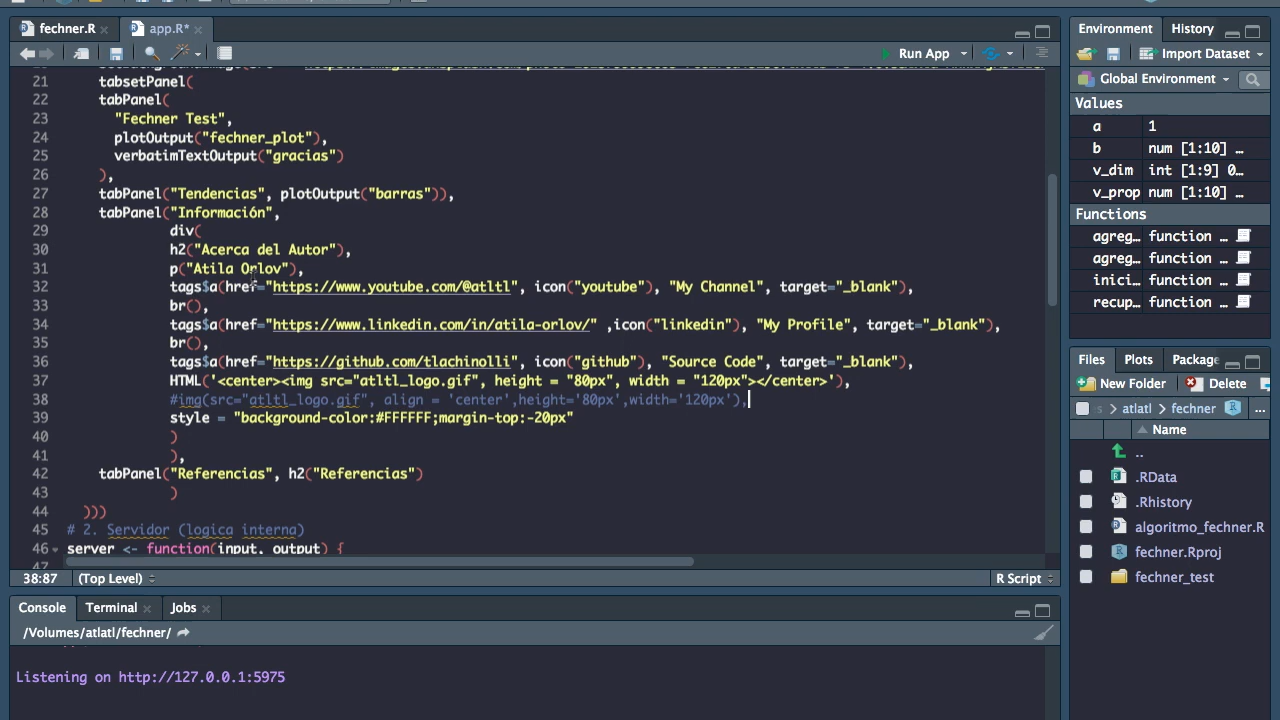 fechner.R
app.R*
Run App
21 tabsetPanel(
22 tabPanel(
23 "Fechner Test",
24 plotOutput("fechner_plot"),
25 verbatimTextOutput("gracias")
26 ),
27 tabPanel("Tendencias", plotOutput("barras")),
28 tabPanel("Información",
29 div(
30 h2("Acerca del Autor"),
31 p("Atila Orlov"),
32 tags$a(href="https://www.youtube.com/@atltl", icon("youtube"), "My Channel", target="_blank"),
33 br(),
34 tags$a(href="https://www.linkedin.com/in/atila-orlov/" ,icon("linkedin"), "My Profile", target="_blank"),
35 br(),
36 tags$a(href="https://github.com/tlachinolli", icon("github"), "Source Code", target="_blank"),
37 HTML('<center><img src="atltl_logo.gif", height = "80px", width = "120px"></center>'),
38 #img(src="atltl_logo.gif", align = 'center',height='80px',width='120px'),
39 style = "background-color:#FFFFFF;margin-top:-20px"
40 )
41 ),
42 tabPanel("Referencias", h2("Referencias")
43 )
44 )))
45 # 2. Servidor (logica interna)
46 server <- function(input, output) {
47
38:87 (Top Level) R Script
Console Terminal Jobs
/Volumes/atlatl/fechner/
Listening on http://127.0.0.1:5975
Environment History
Import Dataset
Global Environment
Values
a 1
b num [1:10] …
v_dim int [1:9] 0…
v_prop num [1:10] …
Functions
agreg… function …
agreg… function …
inici… function …
recup… function …
Files Plots Package
New Folder Delete
s atlatl fechner ...
Name
..
.RData
.Rhistory
algoritmo_fechner.R
fechner.Rproj
fechner_test